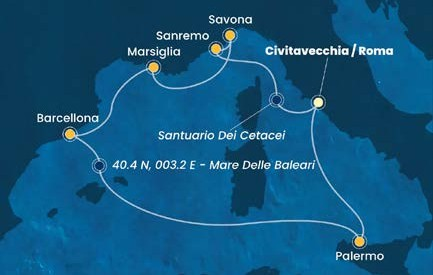 Savona
Sanremo
Marsiglia
Civitavecchia / Roma
Barcellona
Santuario Dei Cetacei
40.4 N, 003.2 E - Mare Delle Baleari
Palermo